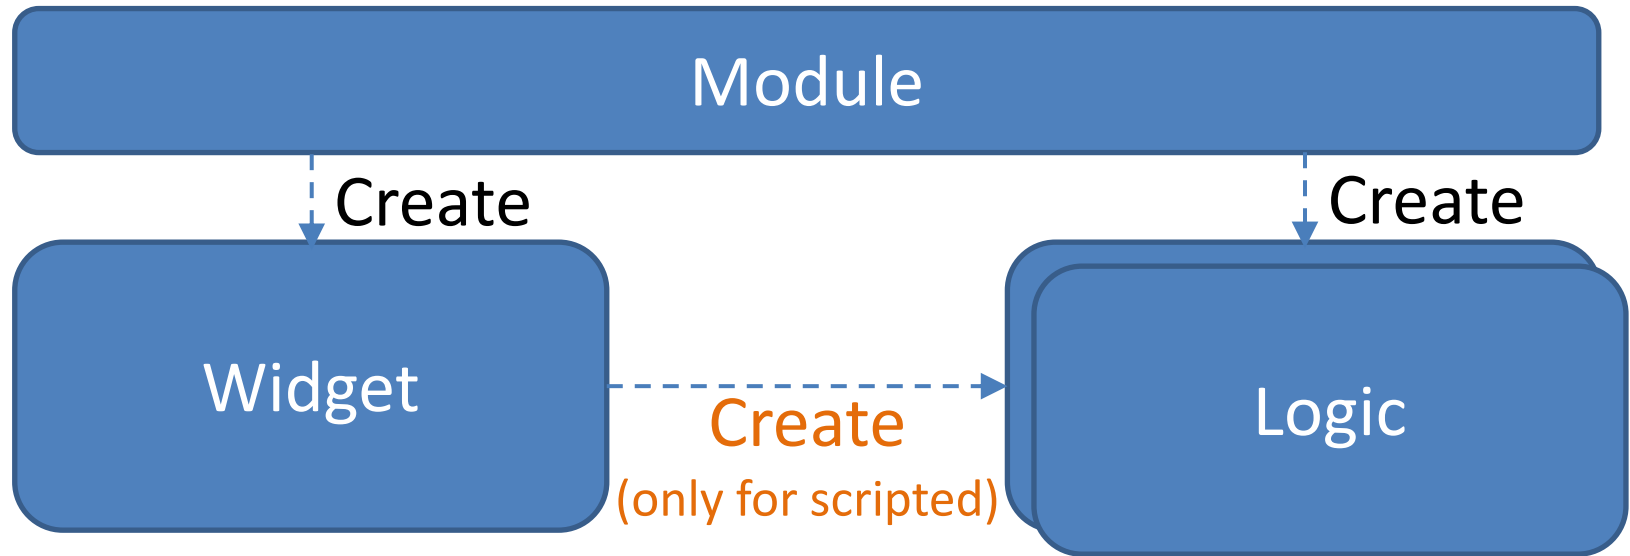 Module
Create
Create
Widget
Create
(only for scripted)
Logic